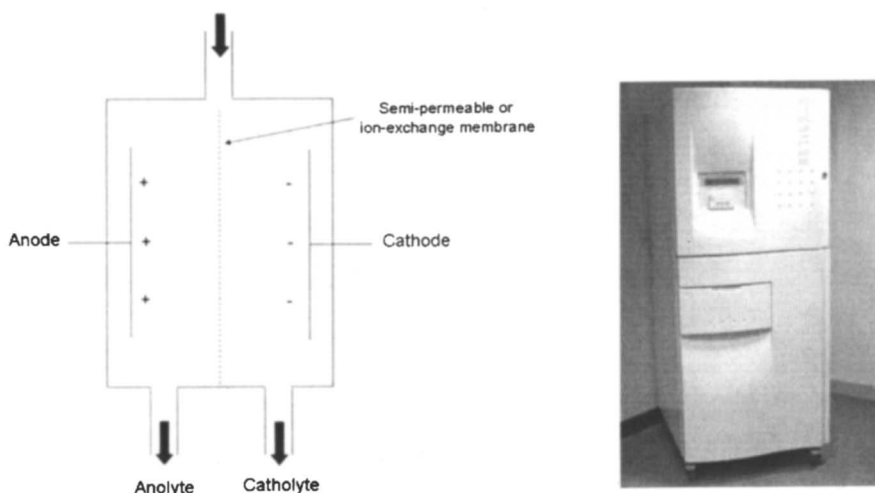 Semi-permeable or
ion-exchange membrane
+ -
Anode + - Cathode
+ -
Anolyte Catholyte